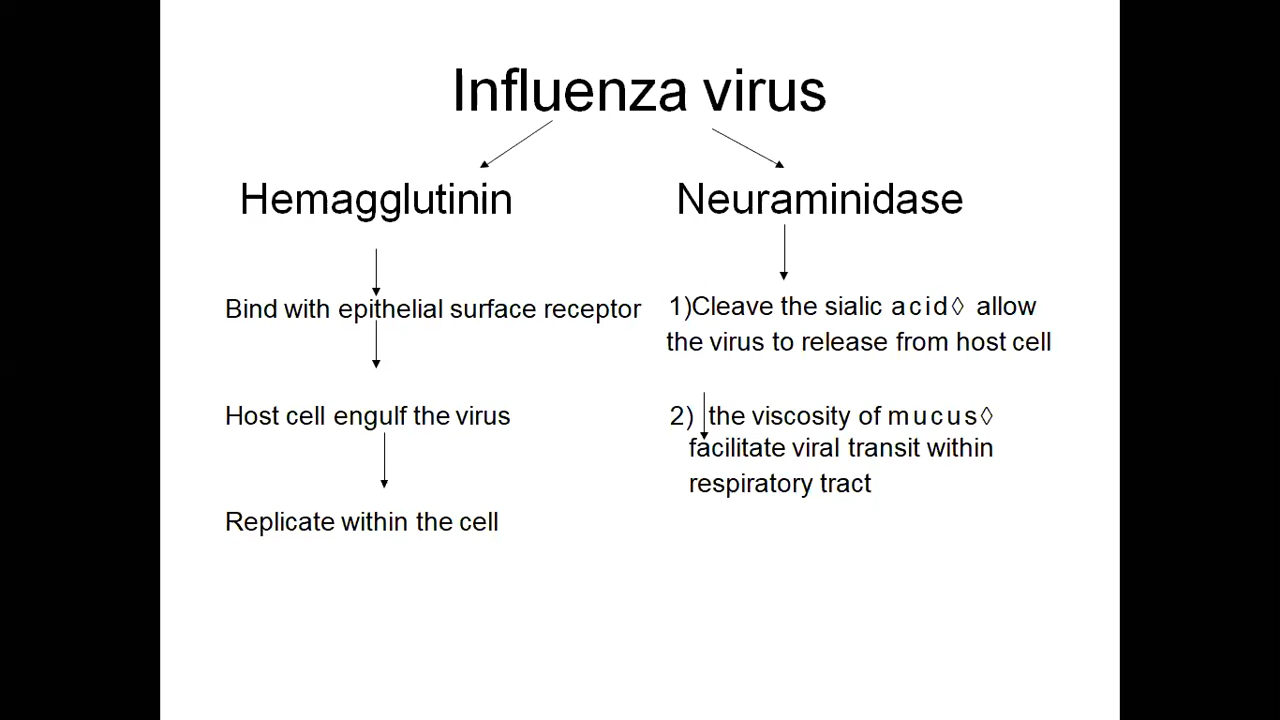 Influenza virus
Hemagglutinin
Neuraminidase
Bind with epithelial surface receptor
Host cell engulf the virus
Replicate within the cell
1)Cleave the sialic acid◊ allow
the virus to release from host cell
2) ↓the viscosity of mucus◊
facilitate viral transit within
respiratory tract